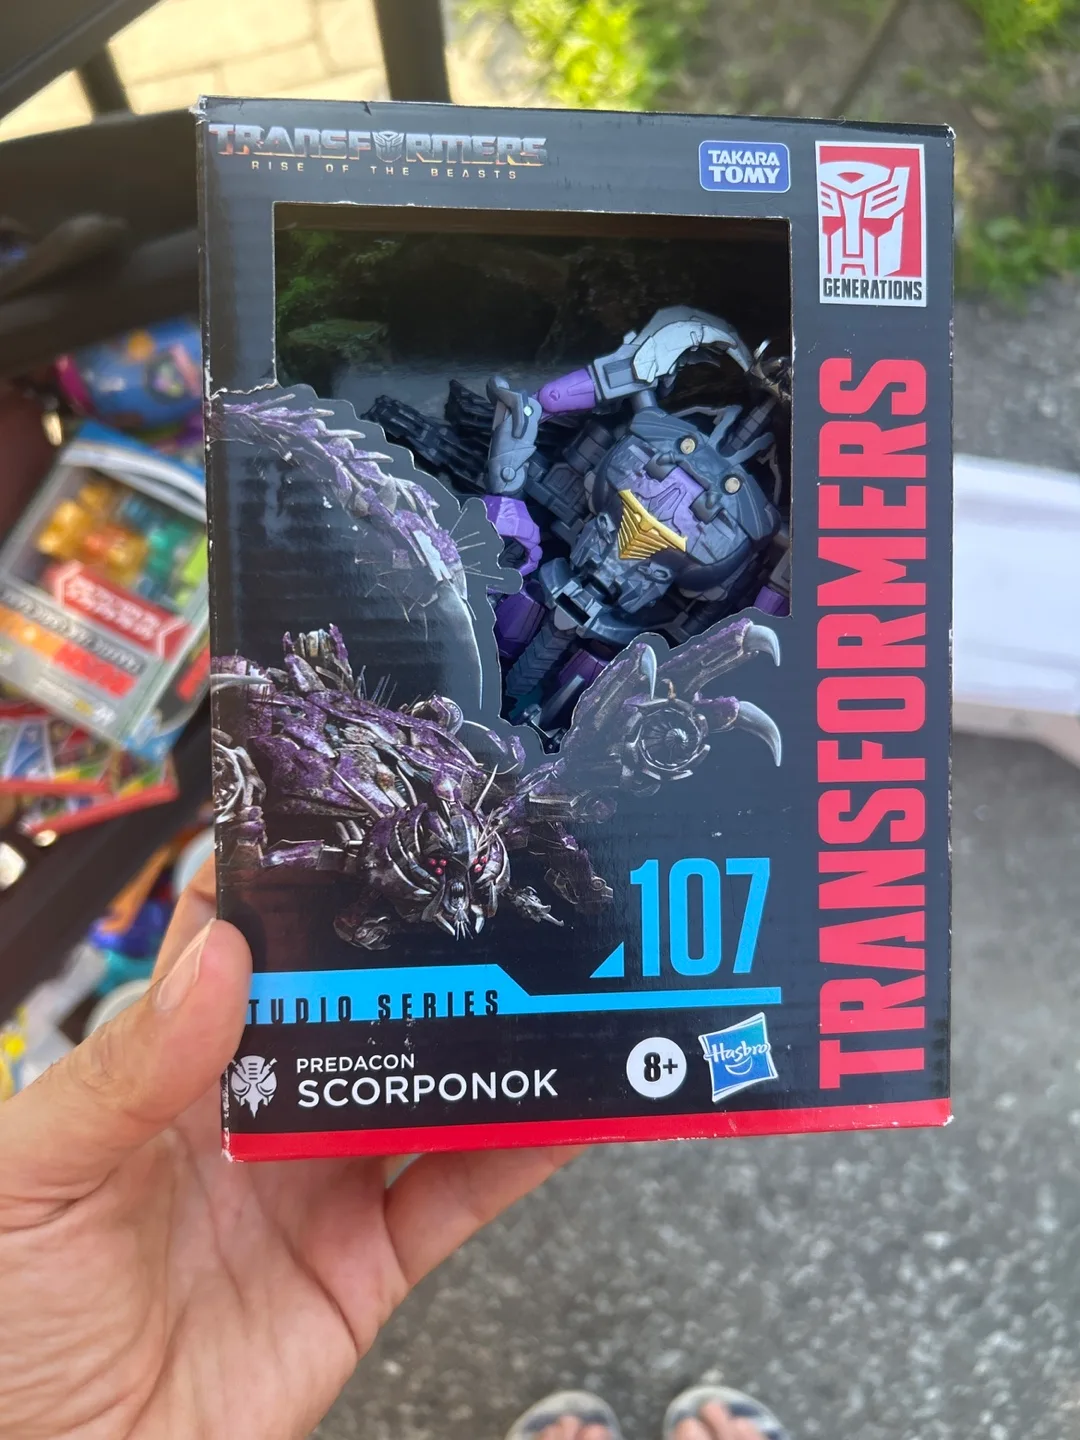 TRANSFORMERS
RISE OF THE BEASTS
TAKARA
TOMY
GENERATIONS
TRANSFORMERS
107
TUDIO SERIES
PREDACON
SCORPONOK
8+
Hasbro